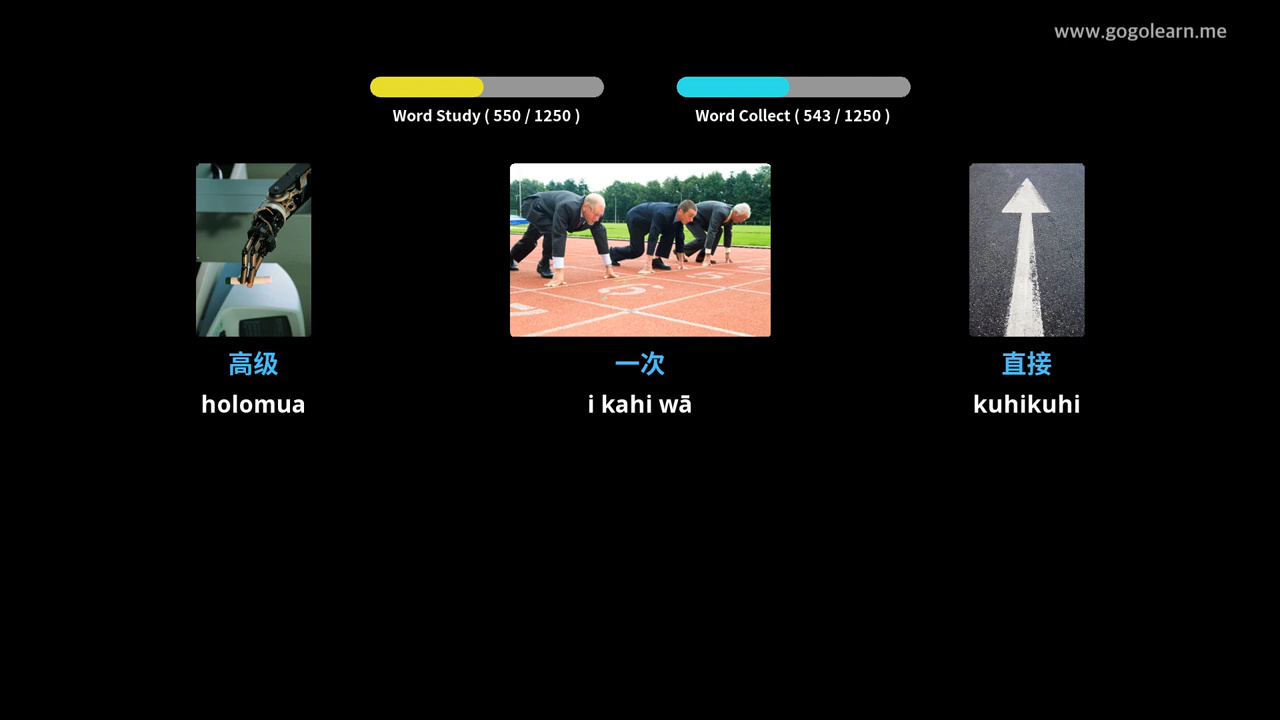 www.gogolearn.me
Word Study ( 550 / 1250 )
Word Collect ( 543 / 1250 )
高级
一次
直接
holomua
i kahi wā
kuhikuhi